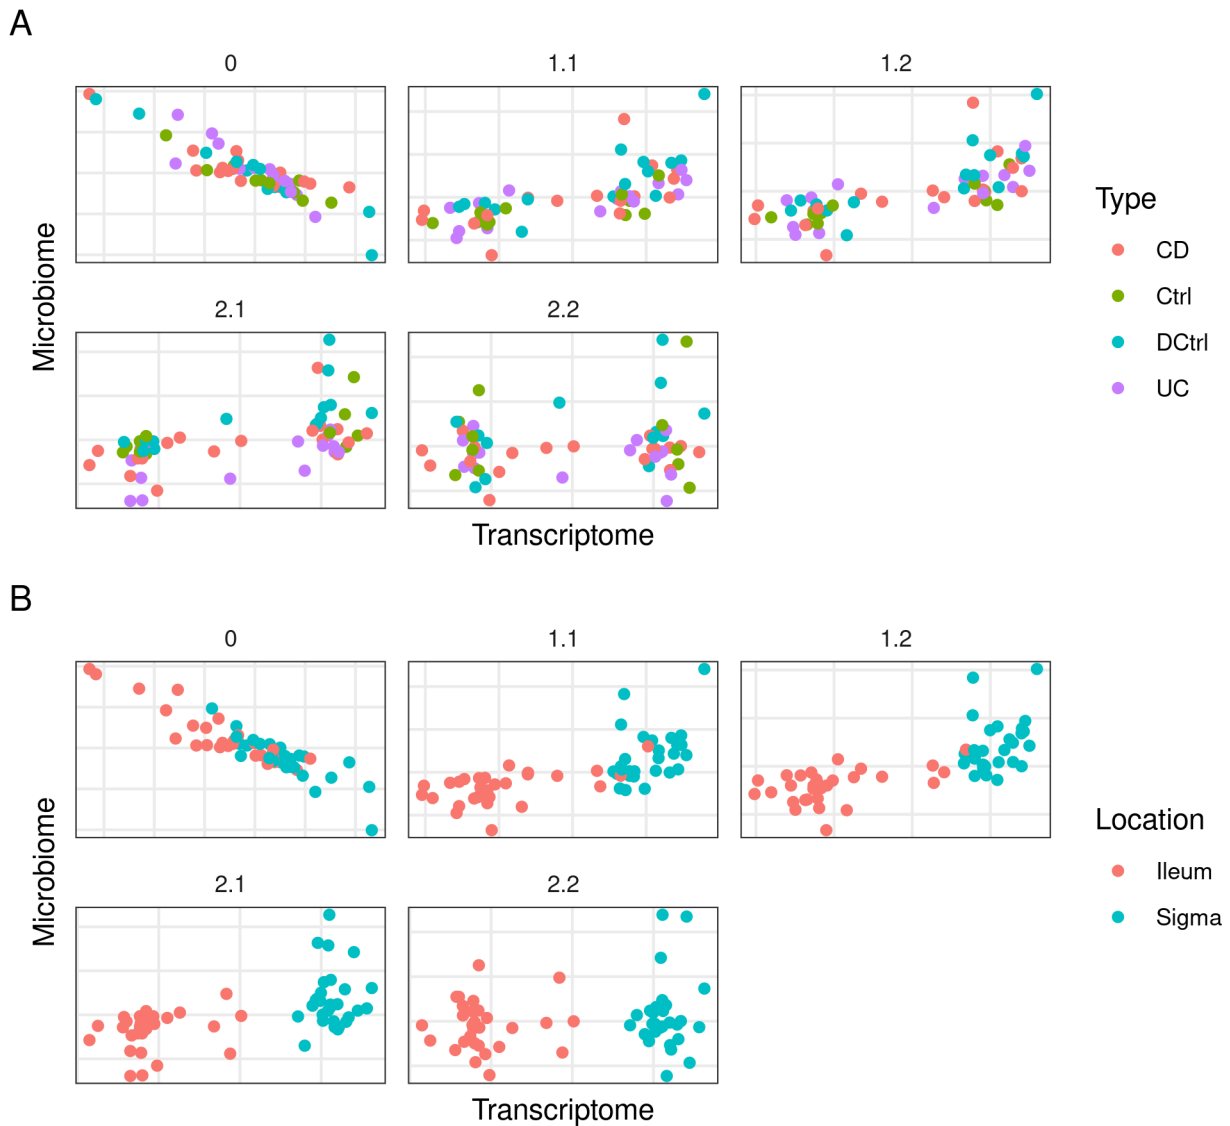 A
0
1.1
1.2
2.1
2.2
Microbiome
Transcriptome
Type
CD
Ctrl
DCtrl
UC
B
0
1.1
1.2
2.1
2.2
Microbiome
Transcriptome
Location
Ileum
Sigma